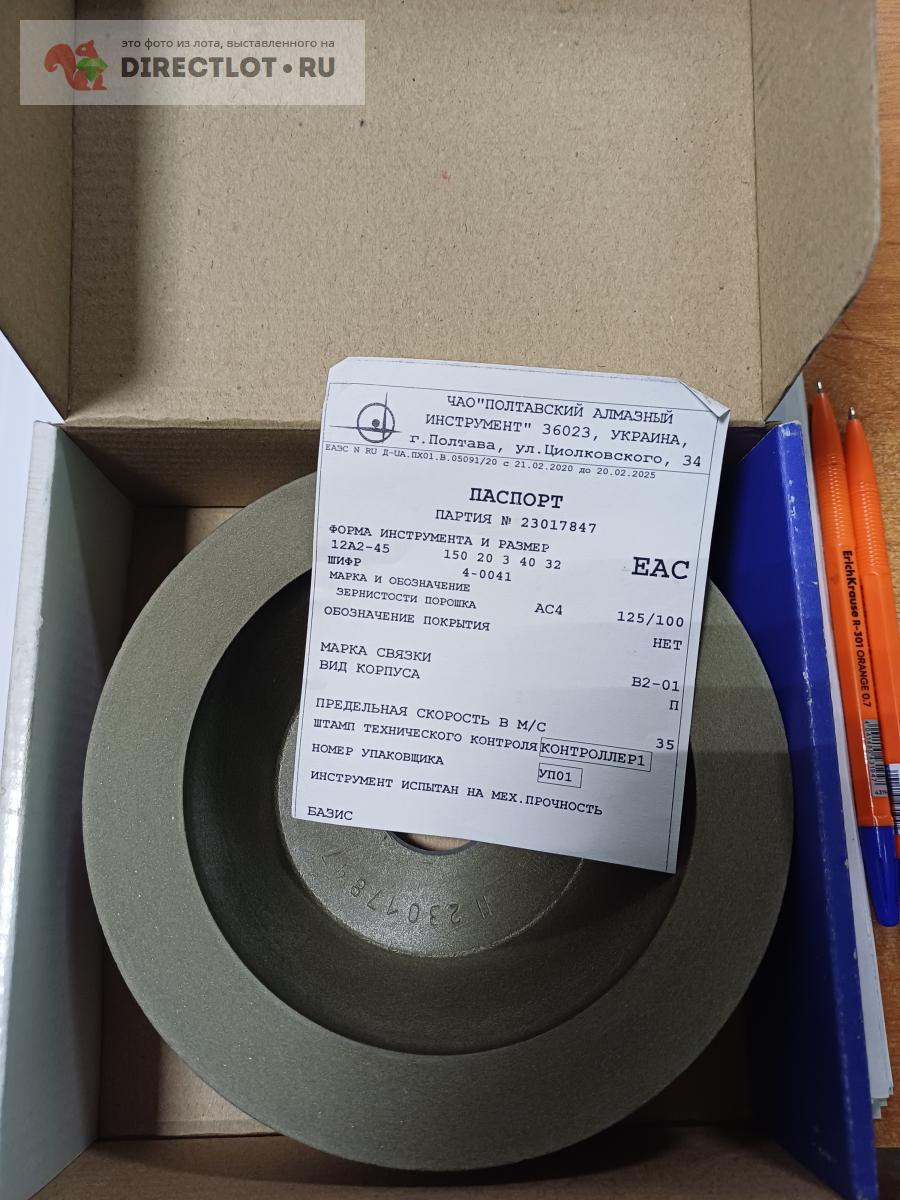 это фото из лота, выставленного на
DIRECTLOT•RU
ЧАО"ПОЛТАВСКИЙ АЛМАЗНЫЙ
ИНСТРУМЕНТ" 36023, УКРАИНА,
г.Полтава, ул.Циолковского, 34
ЕАЭС N RU Д-UA.ПХ01.В.05091/20 с 21.02.2020 до 20.02.2025
ПАСПОРТ
ПАРТИЯ № 23017847
ФОРМА ИНСТРУМЕНТА И РАЗМЕР
12А2-45 150 20 3 40 32
ШИФР 4-0041
EAC
МАРКА И ОБОЗНАЧЕНИЕ
ЗЕРНИСТОСТИ ПОРОШКА АС4 125/100
ОБОЗНАЧЕНИЕ ПОКРЫТИЯ НЕТ
МАРКА СВЯЗКИ В2-01
ВИД КОРПУСА П
ПРЕДЕЛЬНАЯ СКОРОСТЬ В М/С 35
ШТАМП ТЕХНИЧЕСКОГО КОНТРОЛЯ КОНТРОЛЛЕР1
НОМЕР УПАКОВЩИКА УП01
ИНСТРУМЕНТ ИСПЫТАН НА МЕХ.ПРОЧНОСТЬ
БАЗИС
ErichKrause R-301 ORANGE 0.7